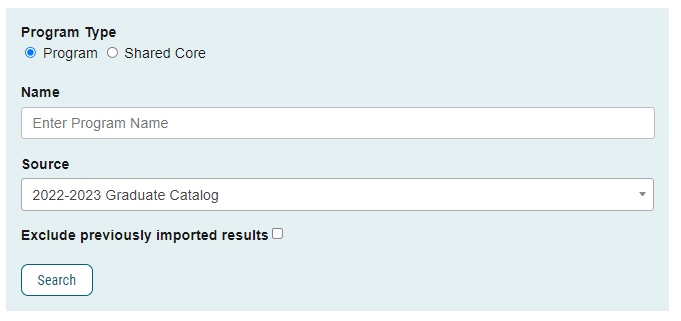 Program Type
Program Shared Core
Name
Enter Program Name
Source
2022-2023 Graduate Catalog
Exclude previously imported results
Search